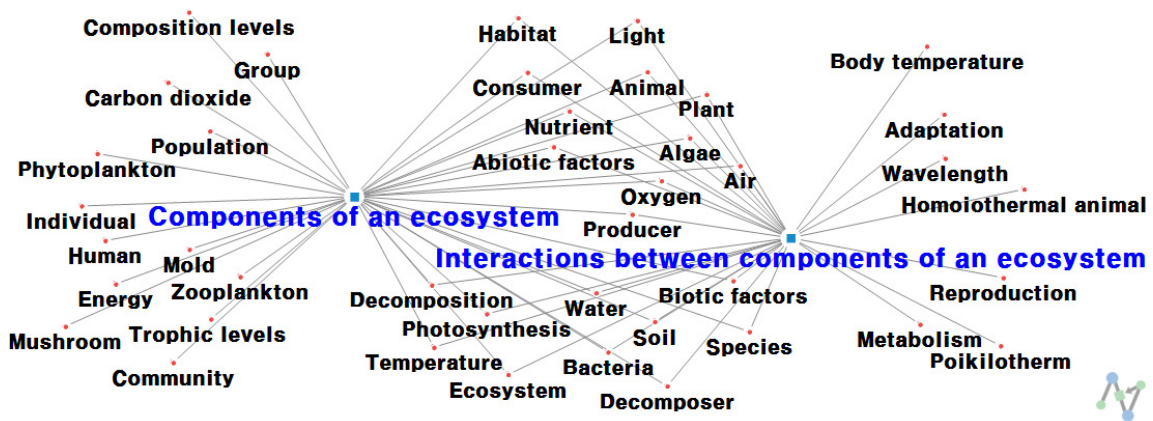 Composition levels
Group
Carbon dioxide
Population
Phytoplankton
Individual
Human
Mold
Energy
Zooplankton
Mushroom
Trophic levels
Community
Components of an ecosystem
Habitat
Light
Consumer
Animal
Plant
Nutrient
Abiotic factors
Algae
Air
Oxygen
Producer
Interactions between components of an ecosystem
Decomposition
Water
Biotic factors
Photosynthesis
Soil
Species
Temperature
Bacteria
Ecosystem
Decomposer
Body temperature
Adaptation
Wavelength
Homoiothermal animal
Reproduction
Metabolism
Poikilotherm